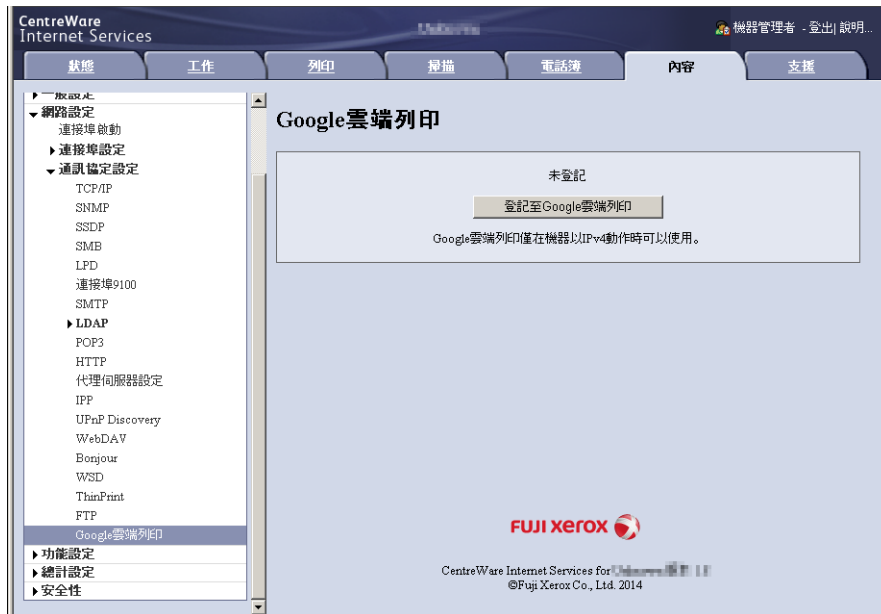 CentreWare
Internet Services
機器管理者 - 登出| 說明...
狀態
工作
列印
掃描
電話簿
內容
支援
一般設定
網路設定
連接埠啟動
連接埠設定
通訊協定設定
TCP/IP
SNMP
SSDP
SMB
LPD
連接埠9100
SMTP
LDAP
POP3
HTTP
代理伺服器設定
IPP
UPnP Discovery
WebDAV
Bonjour
WSD
ThinPrint
FTP
Google雲端列印
功能設定
總計設定
安全性
Google雲端列印
未登記
登記至Google雲端列印
Google雲端列印僅在機器以IPv4動作時可以使用。
FUJI xerox
CentreWare Internet Services for
©Fuji Xerox Co., Ltd. 2014